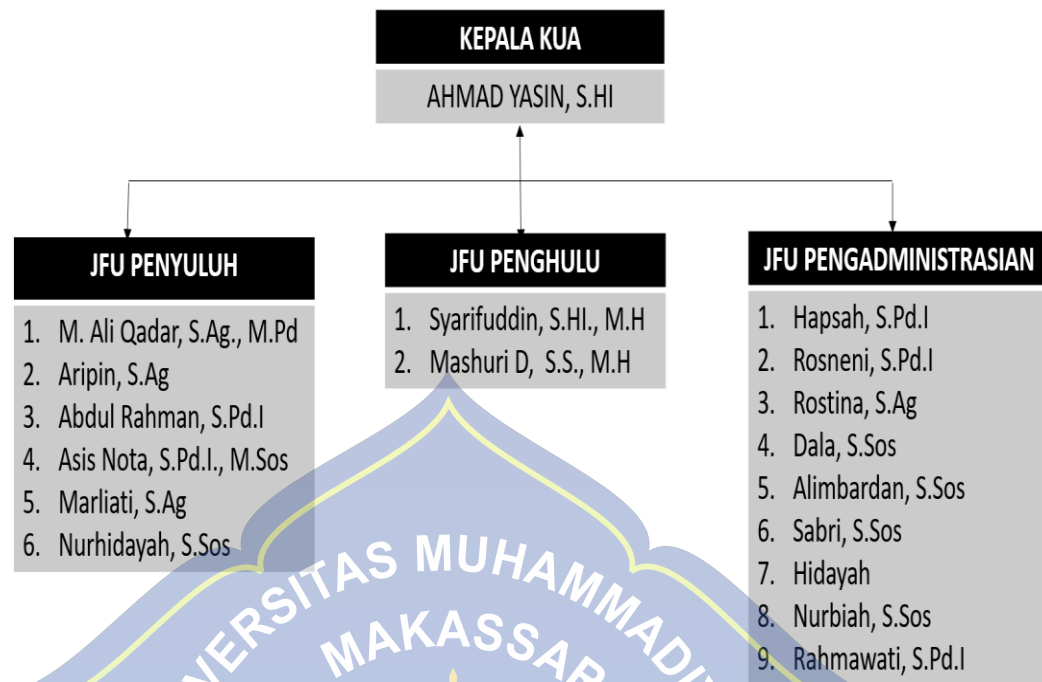 KEPALA KUA
AHMAD YASIN, S.HI
JFU PENYULUH
1. M. Ali Qadar, S.Ag., M.Pd
2. Aripin, S.Ag
3. Abdul Rahman, S.Pd.I
4. Asis Nota, S.Pd.I., M.Sos
5. Marliati, S.Ag
6. Nurhidayah, S.Sos
JFU PENGHULU
1. Syarifuddin, S.HI., M.H
2. Mashuri D, S.S., M.H
JFU PENGADMINISTRASIAN
1. Hapsah, S.Pd.I
2. Rosneni, S.Pd.I
3. Rostina, S.Ag
4. Dala, S.Sos
5. Alimbardan, S.Sos
6. Sabri, S.Sos
7. Hidayah
8. Nurbiah, S.Sos
9. Rahmawati, S.Pd.I